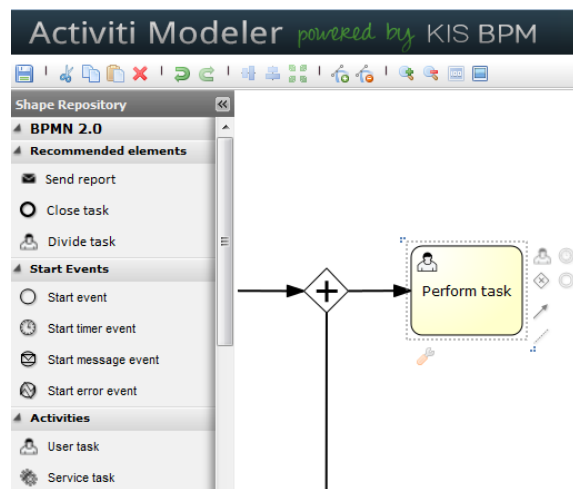 Activiti Modeler powered by KIS BPM
Shape Repository
BPMN 2.0
Recommended elements
Send report
Close task
Divide task
Start Events
Start event
Start timer event
Start message event
Start error event
Activities
User task
Service task
Perform task